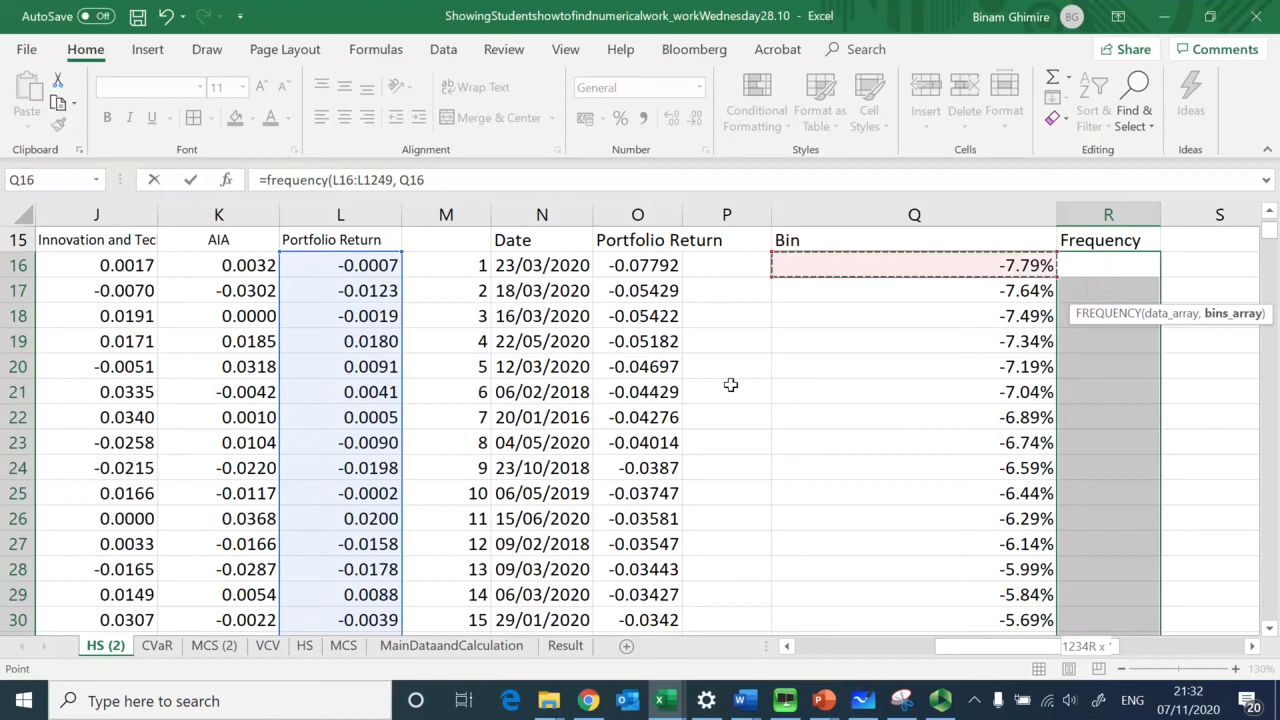 AutoSave Off ShowingStudentshowtofindnumericalwork_workWednesday28.10 - Excel Binam Ghimire BG
File Home Insert Draw Page Layout Formulas Data Review View Help Bloomberg Acrobat Search Share Comments
Paste
11 A A Wrap Text General
B I U A Merge & Center % ,
Conditional Formatting Format as Table Cell Styles Insert Delete Format Sort & Filter Find & Select Ideas
Clipboard Font Alignment Number Styles Cells Editing Ideas
Q16 fx =frequency(L16:L1249, Q16
J K L M N O P Q R S
15 Innovation and Tec AIA Portfolio Return Date Portfolio Return Bin Frequency
16 0.0017 0.0032 -0.0007 1 23/03/2020 -0.07792 -7.79%
17 -0.0070 -0.0302 -0.0123 2 18/03/2020 -0.05429 -7.64%
FREQUENCY(data_array, bins_array)
18 0.0191 0.0000 -0.0019 3 16/03/2020 -0.05422 -7.49%
19 0.0171 0.0185 0.0180 4 22/05/2020 -0.05182 -7.34%
20 -0.0051 0.0318 0.0091 5 12/03/2020 -0.04697 -7.19%
21 0.0335 -0.0042 0.0041 6 06/02/2018 -0.04429 -7.04%
22 0.0340 0.0010 0.0005 7 20/01/2016 -0.04276 -6.89%
23 -0.0258 0.0104 -0.0090 8 04/05/2020 -0.04014 -6.74%
24 -0.0215 -0.0220 -0.0198 9 23/10/2018 -0.0387 -6.59%
25 0.0166 -0.0117 -0.0002 10 06/05/2019 -0.03747 -6.44%
26 0.0000 0.0368 0.0200 11 15/06/2020 -0.03581 -6.29%
27 0.0033 -0.0166 -0.0158 12 09/02/2018 -0.03547 -6.14%
28 -0.0165 -0.0287 -0.0178 13 09/03/2020 -0.03443 -5.99%
29 0.0149 0.0054 0.0088 14 06/03/2020 -0.03427 -5.84%
30 0.0307 -0.0022 -0.0039 15 29/01/2020 -0.0342 -5.69%
HS (2) CVaR MCS (2) VCV HS MCS MainDataandCalculation Result 1234R x
Point 130%
Type here to search ENG 21:32
07/11/2020 20